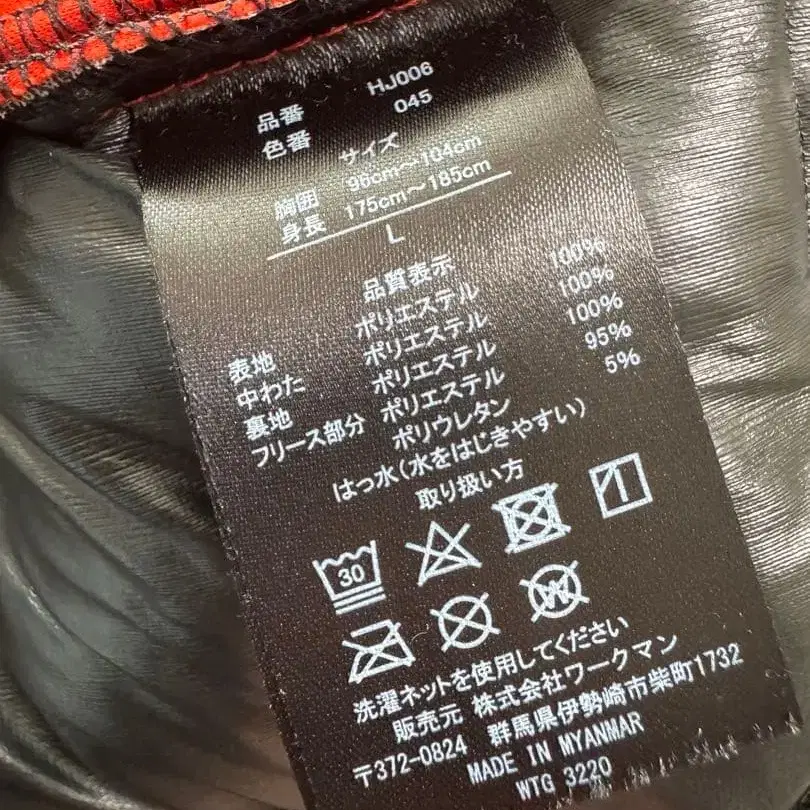 品番 HJ006
色番 045
サイズ
胸囲 96cm〜104cm
身長 175cm〜185cm
L
品質表示
表地 ポリエステル 100%
中わた ポリエステル 100%
裏地 ポリエステル 100%
フリース部分 ポリエステル 95%
ポリウレタン 5%
はっ水(水をはじきやすい)
取り扱い方
30
W
洗濯ネットを使用してください
販売元 株式会社ワークマン
〒372-0824 群馬県伊勢崎市柴町1732
MADE IN MYANMAR
WTG 3220